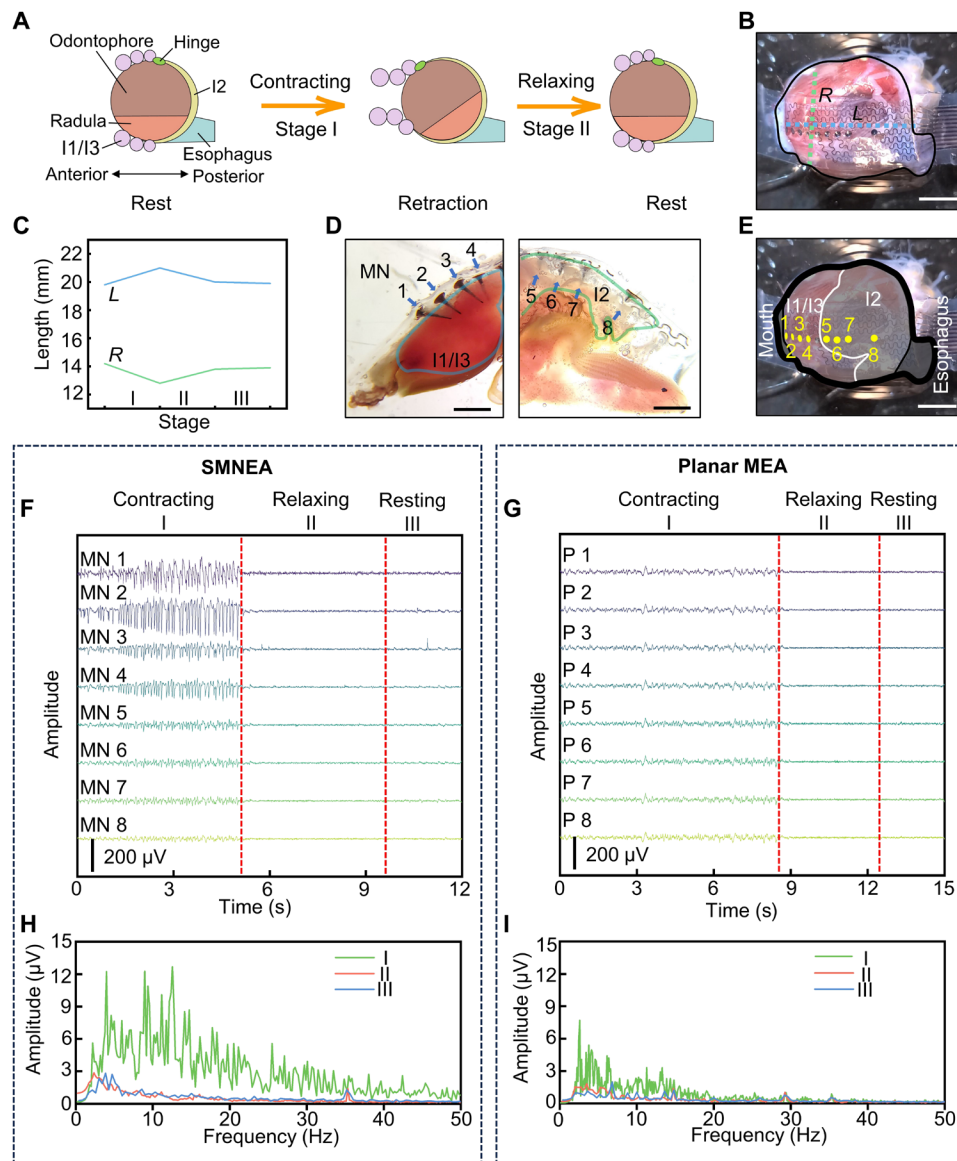 A
Odontophore
Hinge
I2
Radula
I1/I3
Esophagus
Anterior
Posterior
Rest
Contracting
Stage I
Retraction
Relaxing
Stage II
Rest
B
R
L
C
Length (mm)
22
20
18
16
14
12
L
R
I
II
III
Stage
D
MN
1
2
3
4
I1/I3
5
6
7
8
I2
E
Mouth
I1/I3
I2
1
3
2
4
5
7
6
8
Esophagus
SMNEA
F
Contracting
I
Relaxing
II
Resting
III
MN 1
MN 2
MN 3
MN 4
MN 5
MN 6
MN 7
MN 8
200 μV
Amplitude
0
3
6
9
12
Time (s)
Planar MEA
G
Contracting
I
Relaxing
II
Resting
III
P 1
P 2
P 3
P 4
P 5
P 6
P 7
P 8
200 μV
Amplitude
0
3
6
9
12
15
Time (s)
H
Amplitude (μV)
15
12
9
6
3
0
I
II
III
0
10
20
30
40
50
Frequency (Hz)
I
Amplitude (μV)
15
12
9
6
3
0
I
II
III
0
10
20
30
40
50
Frequency (Hz)